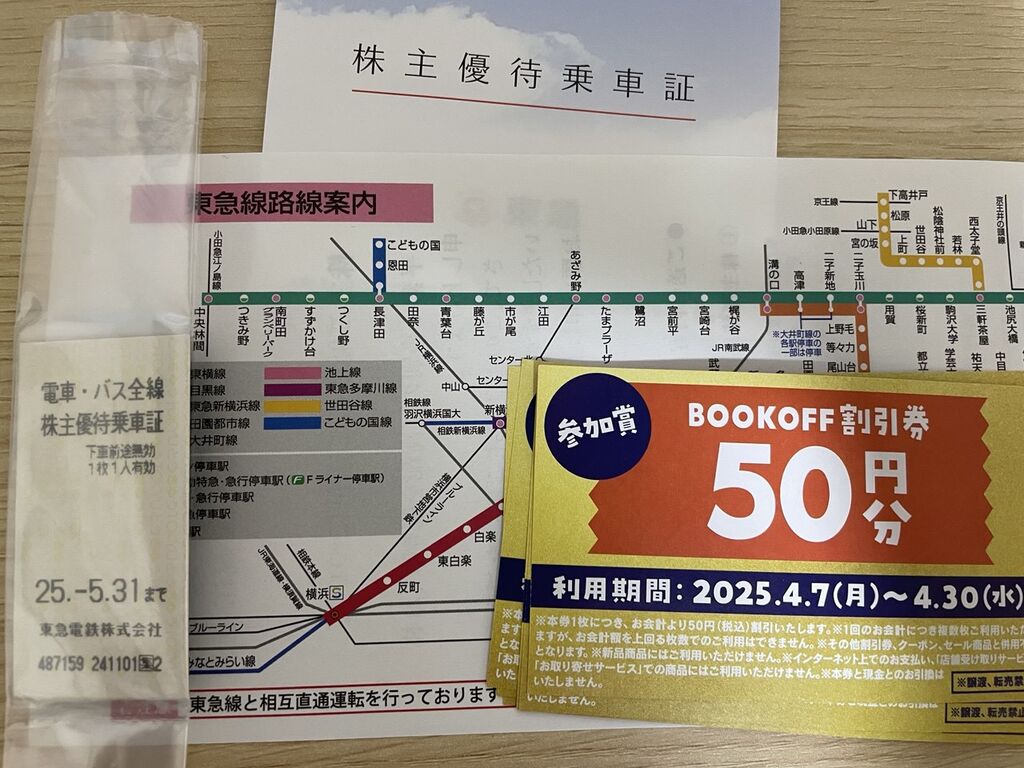 株主優待乗車証
東急線路線案内
電車・バス全線
株主優待乗車証
下車前途無効
1枚1人有効
25.-5.31まで
東急電鉄株式会社
487159 241101 2
小田急江ノ島線
こどもの国
恩田
あざみ野
溝の口
高津
二子新地
二子玉川
京王線
下高井戸
松原
小田急小田原線
山下
宮の坂
上町
世田谷
松陰神社前
若林
西太子堂
京王井の頭線
中央林間
つきみ野
南町田
グランベリーパーク
すずかけ台
つくし野
長津田
田奈
青葉台
藤が丘
市が尾
江田
たまプラーザ
鷺沼
宮前平
宮崎台
梶が谷
用賀
桜新町
駒沢大学
三軒茶屋
池尻大橋
※大井町線の
各駅停車の
一部は停車
上野毛
等々力
尾山台
JR南武線
センター北
中山
センター
相鉄線
羽沢横浜国大
相鉄新横浜線
新横
東横線
池上線
目黒線
東急多摩川線
東急新横浜線
世田谷線
田園都市線
こどもの国線
大井町線
停車駅
特急・急行停車駅(F Fライナー停車駅)
・急行停車駅
停車駅
駅
横浜市営地下鉄
ブルーライン
白楽
東白楽
反町
横浜
相鉄本線
ブルーライン
みなとみらい線
東急線と相互直通運転を行っております
参加賞
BOOKOFF割引券
50円分
利用期間:2025.4.7(月)~4.30(水)
※本券1枚につき、お会計より50円(税込)割引いたします。※1回のお会計につき複数枚ご利用いた
ますが、お会計額を上回る枚数でのご利用はできません。※その他割引券、クーポン、セール商品と併用不
となります。※新品商品にはご利用いただけません。※インターネット上でのお支払い、「店舗受け取りサービ
「お取り寄せサービス」での商品にはご利用いただけません。※本券と現金とのお引換は
いたしません。
※譲渡、転売禁
いたしません。
※譲渡、転売禁止